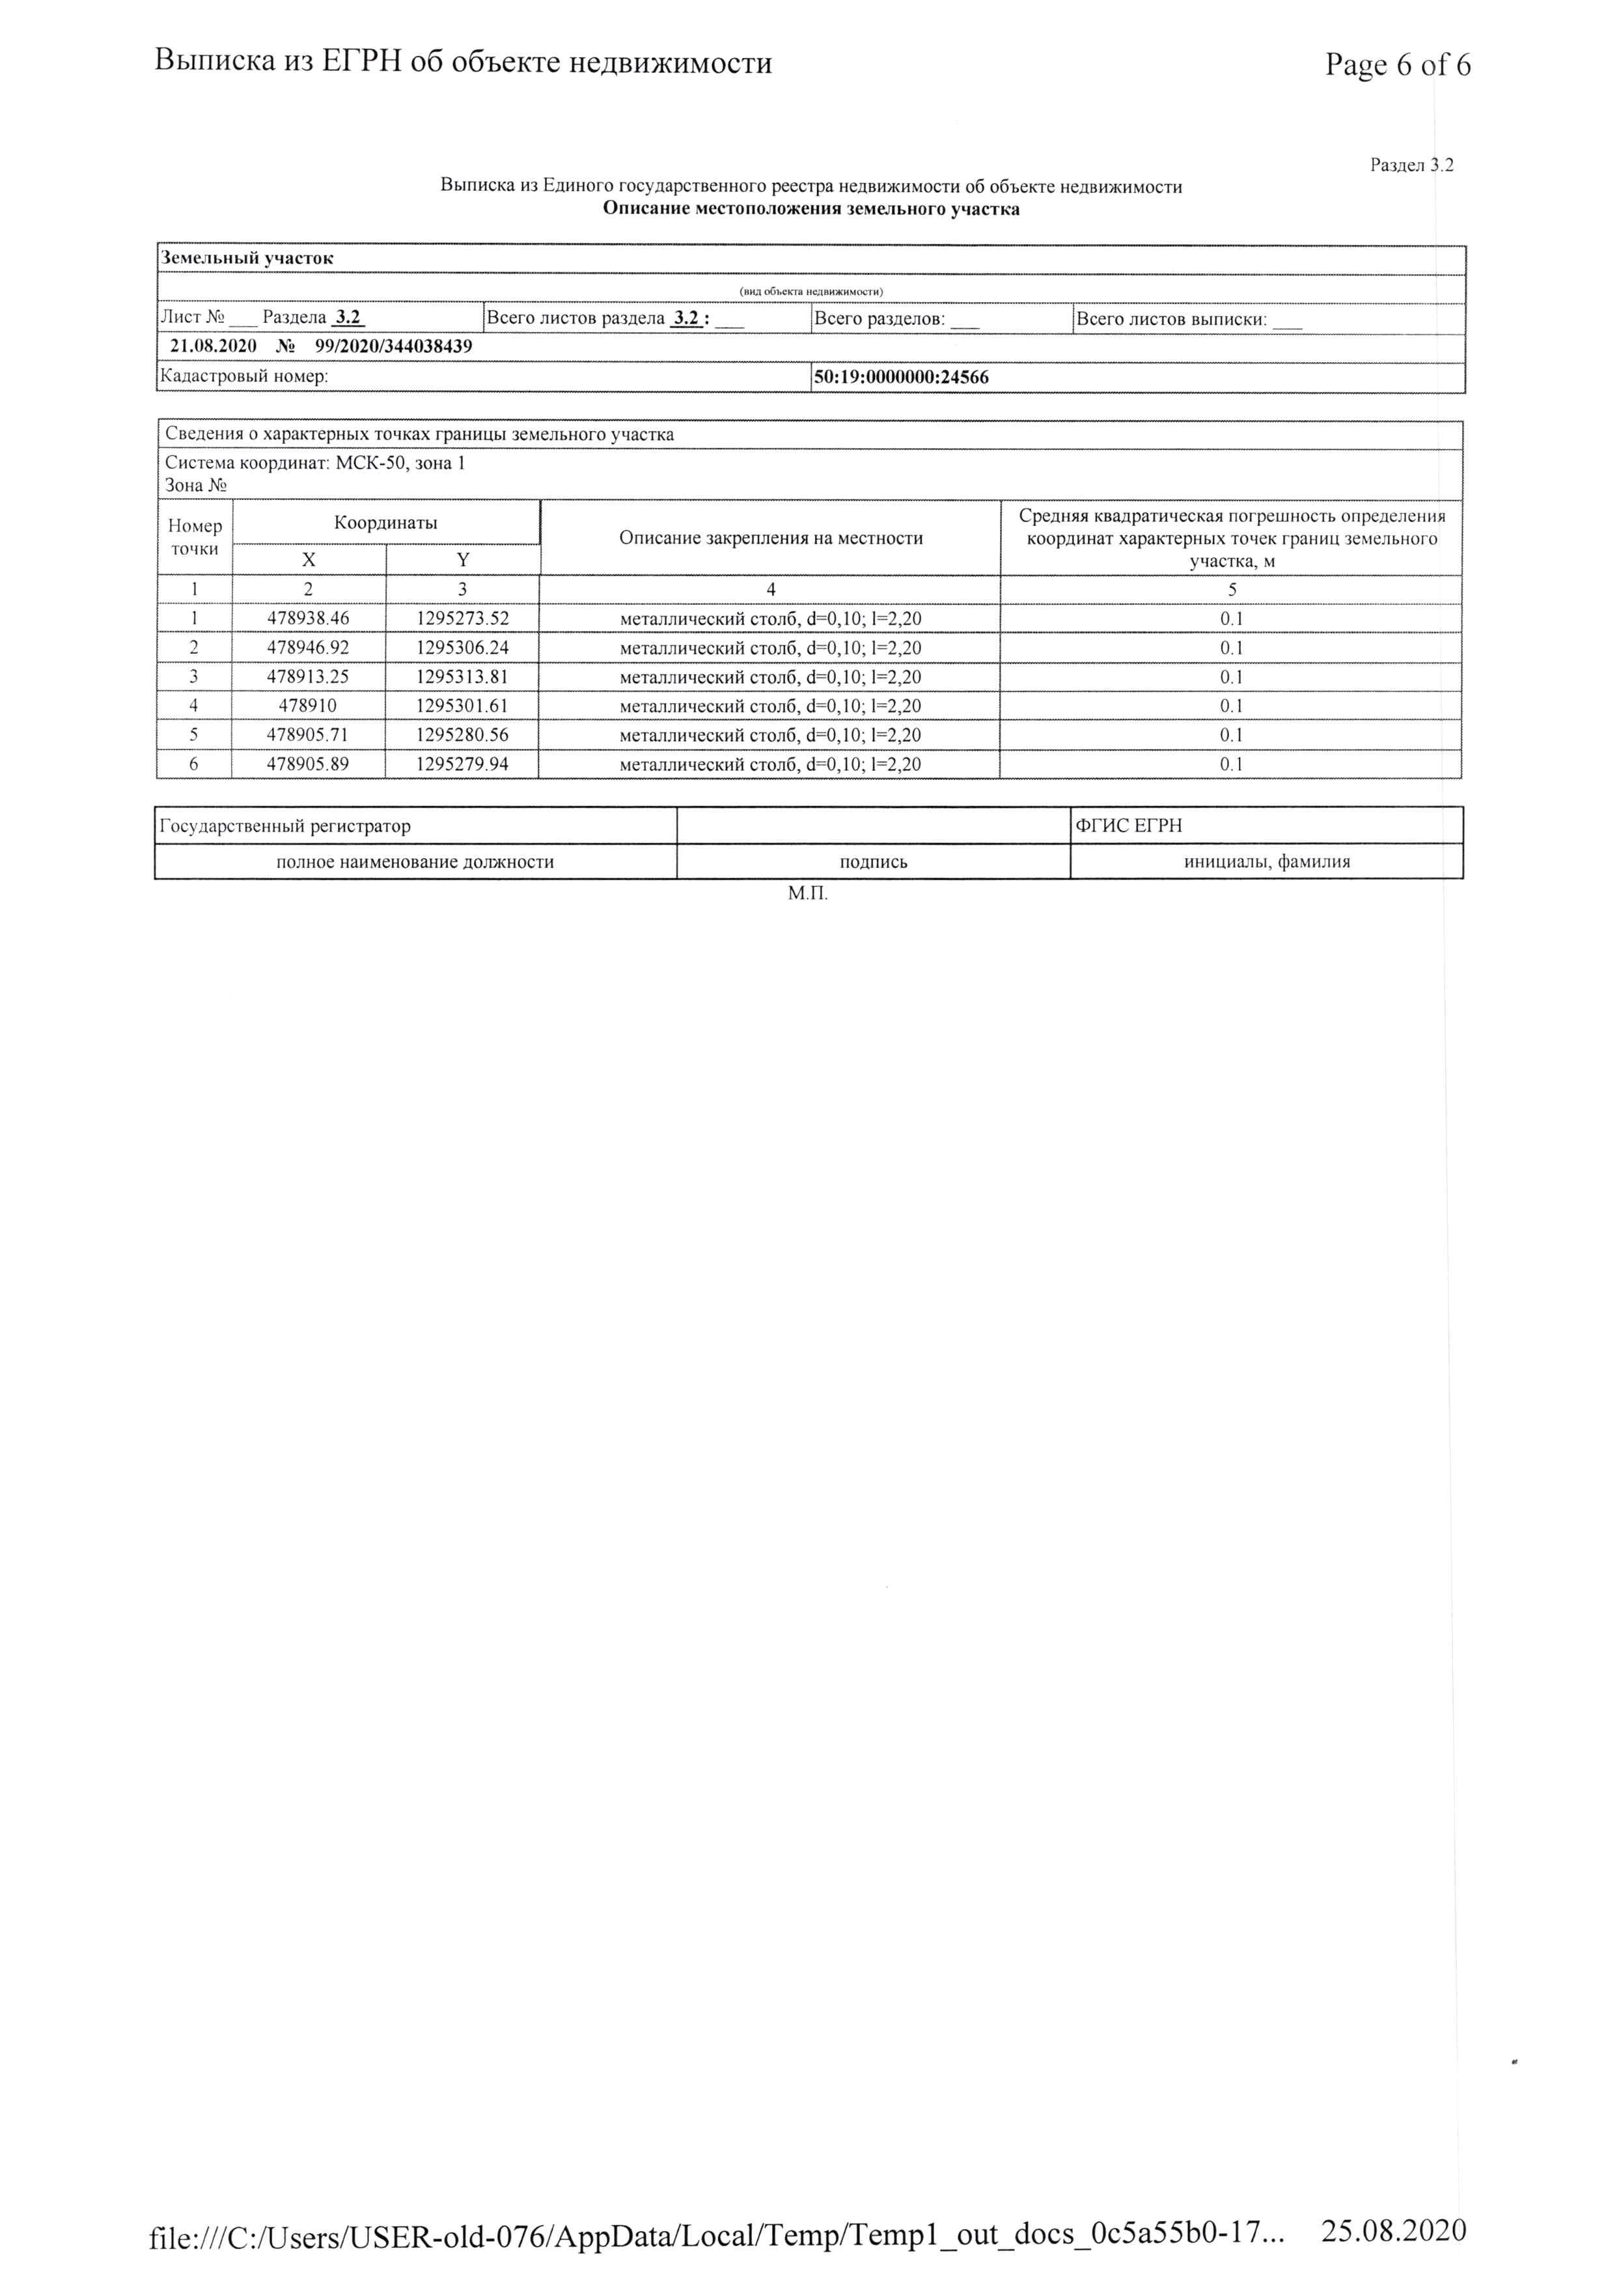 Выписка из ЕГРН об объекте недвижимости Page 6 of 6
Раздел 3.2
Выписка из Единого государственного реестра недвижимости об объекте недвижимости
Описание местоположения земельного участка
Земельный участок
(вид объекта недвижимости)
Лист № ___ Раздела 3.2 Всего листов раздела 3.2 : ___ Всего разделов: ___ Всего листов выписки: ___
21.08.2020 № 99/2020/344038439
Кадастровый номер: 50:19:0000000:24566
Сведения о характерных точках границы земельного участка
Система координат: МСК-50, зона 1
Зона №
Номер точки Координаты Описание закрепления на местности Средняя квадратическая погрешность определения координат характерных точек границ земельного участка, м
X Y
1 2 3 4 5
1 478938.46 1295273.52 металлический столб, d=0,10; l=2,20 0.1
2 478946.92 1295306.24 металлический столб, d=0,10; l=2,20 0.1
3 478913.25 1295313.81 металлический столб, d=0,10; l=2,20 0.1
4 478910 1295301.61 металлический столб, d=0,10; l=2,20 0.1
5 478905.71 1295280.56 металлический столб, d=0,10; l=2,20 0.1
6 478905.89 1295279.94 металлический столб, d=0,10; l=2,20 0.1
Государственный регистратор ФГИС ЕГРН
полное наименование должности подпись инициалы, фамилия
М.П.
file:///C:/Users/USER-old-076/AppData/Local/Temp/Temp1_out_docs_0c5a55b0-17... 25.08.2020